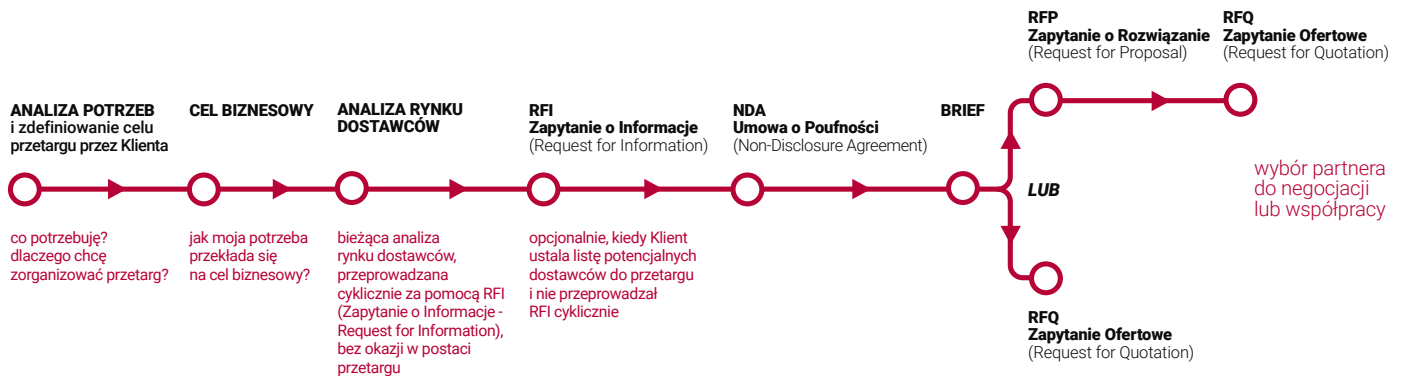 ANALIZA POTRZEB
i zdefiniowanie celu
przetargu przez Klienta
co potrzebuję?
dlaczego chcę
zorganizować przetarg?
CEL BIZNESOWY
jak moja potrzeba
przekłada się
na cel biznesowy?
ANALIZA RYNKU
DOSTAWCÓW
bieżąca analiza
rynku dostawców,
przeprowadzana
cyklicznie za pomocą RFI
(Zapytanie o Informacje -
Request for Information),
bez okazji w postaci
przetargu
RFI
Zapytanie o Informacje
(Request for Information)
opcjonalnie, kiedy Klient
ustala listę potencjalnych
dostawców do przetargu
i nie przeprowadzał
RFI cyklicznie
NDA
Umowa o Poufności
(Non-Disclosure Agreement)
BRIEF
RFP
Zapytanie o Rozwiązanie
(Request for Proposal)
RFQ
Zapytanie Ofertowe
(Request for Quotation)
LUB
RFQ
Zapytanie Ofertowe
(Request for Quotation)
wybór partnera
do negocjacji
lub współpracy